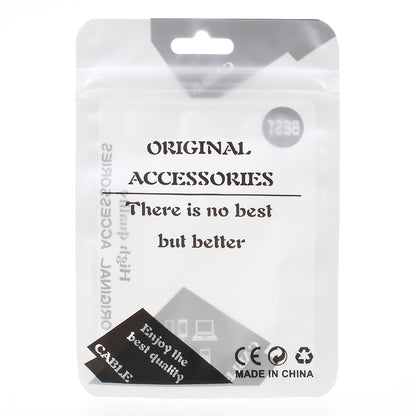 BEST
ORIGINAL
ACCESSORIES
There is no best
but better
ORIGINAL ACCESSORIES
High quality
Enjoy the
best quality
CABLE
CE
MADE IN CHINA